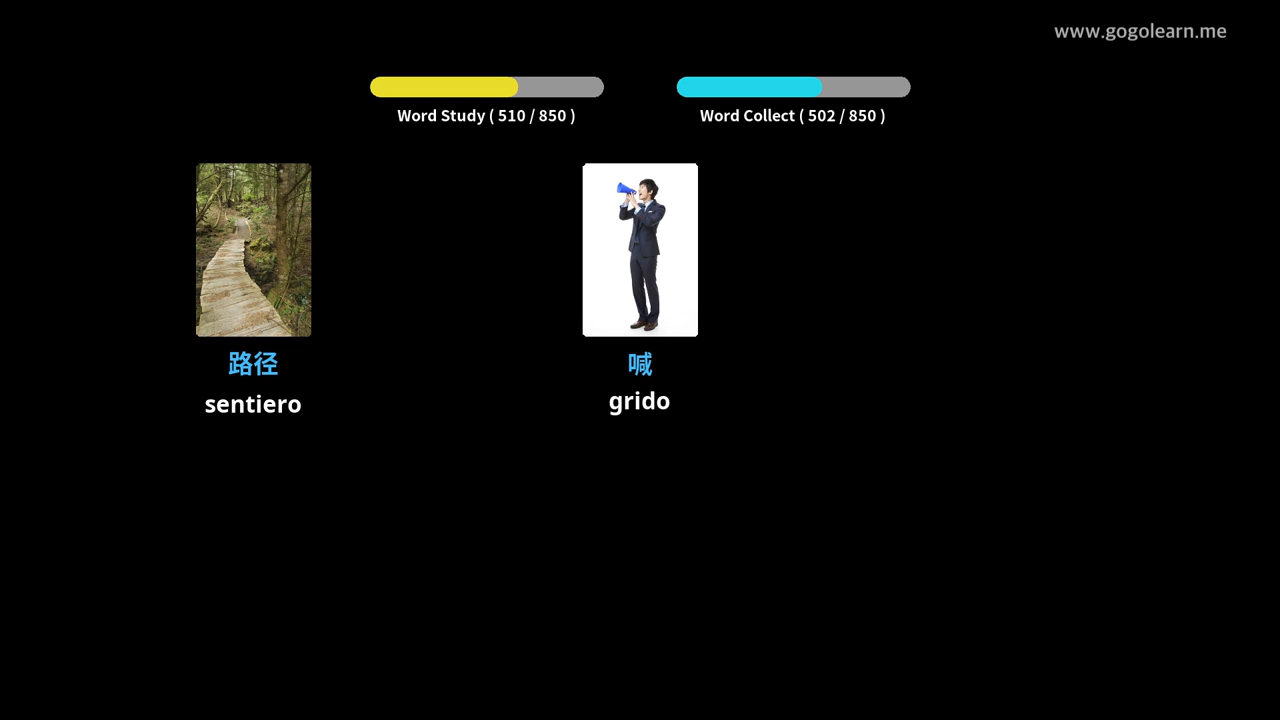 www.gogolearn.me
Word Study ( 510 / 850 )
Word Collect ( 502 / 850 )
路径
sentiero
喊
grido